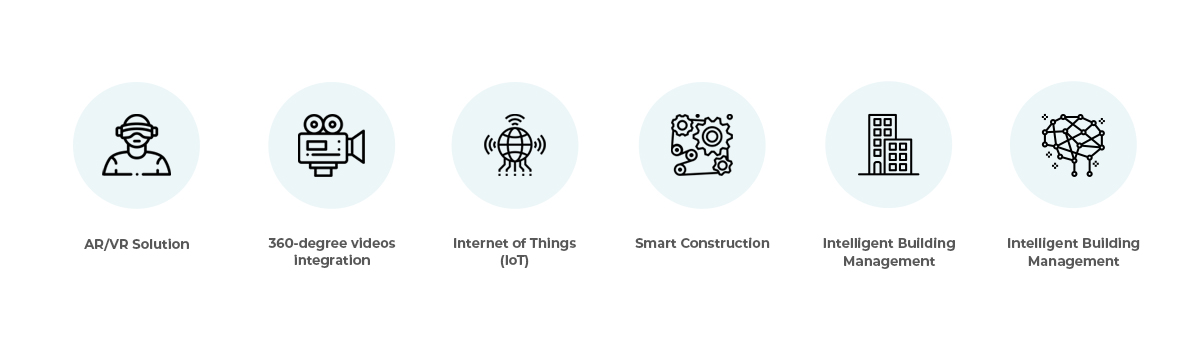 AR/VR Solution
360-degree videos
integration
Internet of Things
(IoT)
Smart Construction
Intelligent Building
Management
Intelligent Building
Management